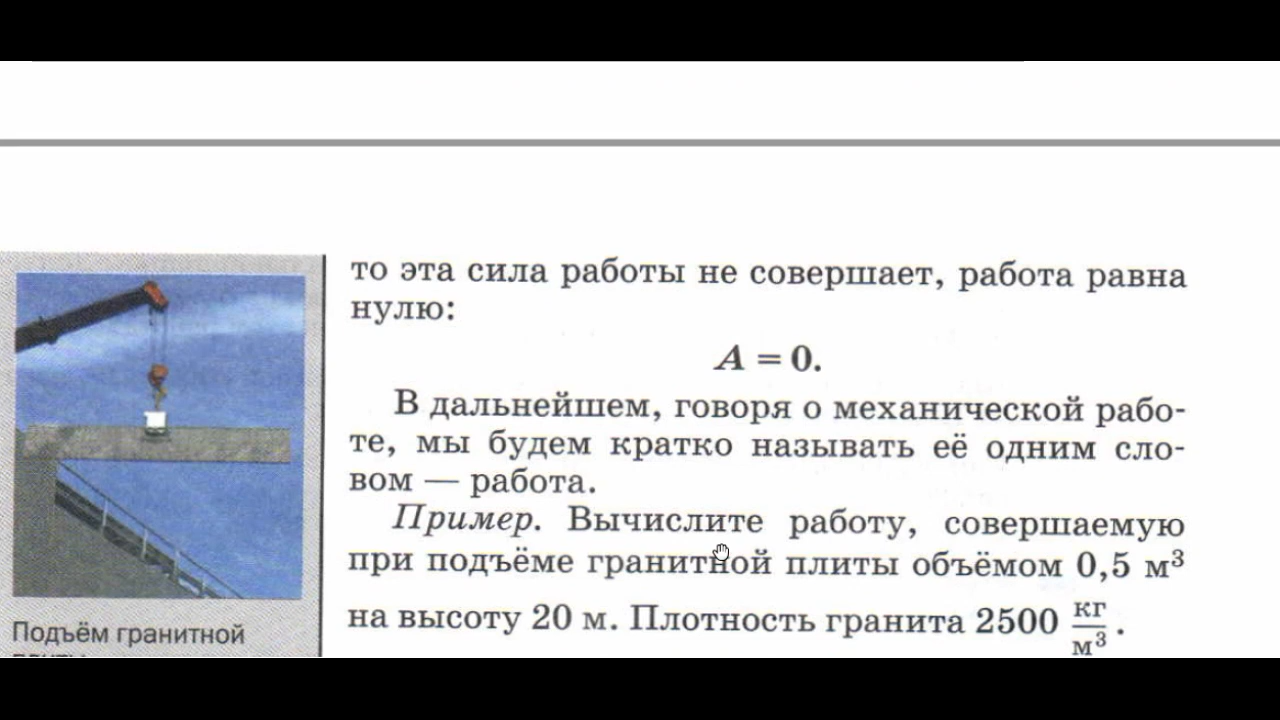 то эта сила работы не совершает, работа равна
нулю:
A = 0.
В дальнейшем, говоря о механической рабо-
те, мы будем кратко называть её одним сло-
вом — работа.
Пример. Вычислите работу, совершаемую
при подъёме гранитной плиты объёмом 0,5 м³
на высоту 20 м. Плотность гранита 2500 кг/м³.
Подъём гранитной